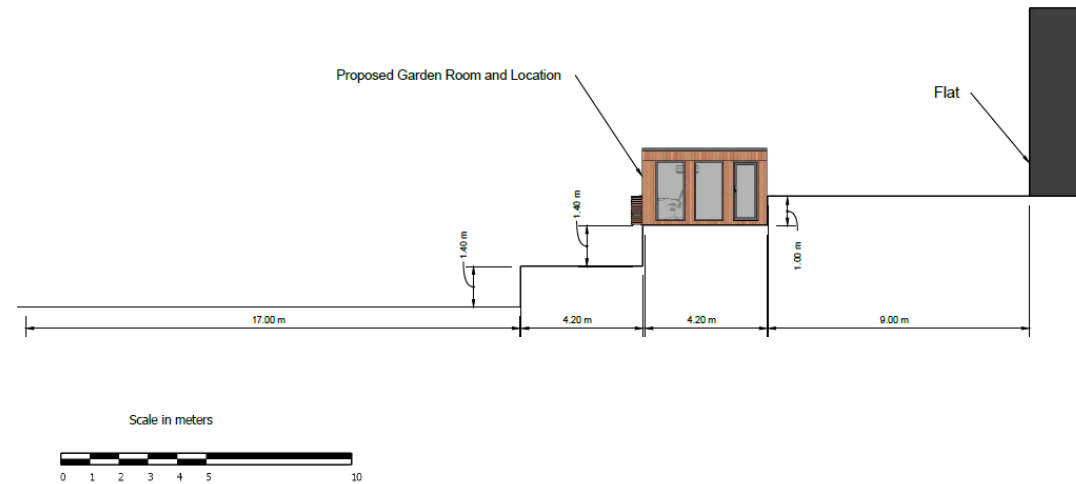 Proposed Garden Room and Location
Flat
1.40 m
1.40 m
1.00 m
17.00 m
4.20 m
4.20 m
9.00 m
Scale in meters
0 1 2 3 4 5 10